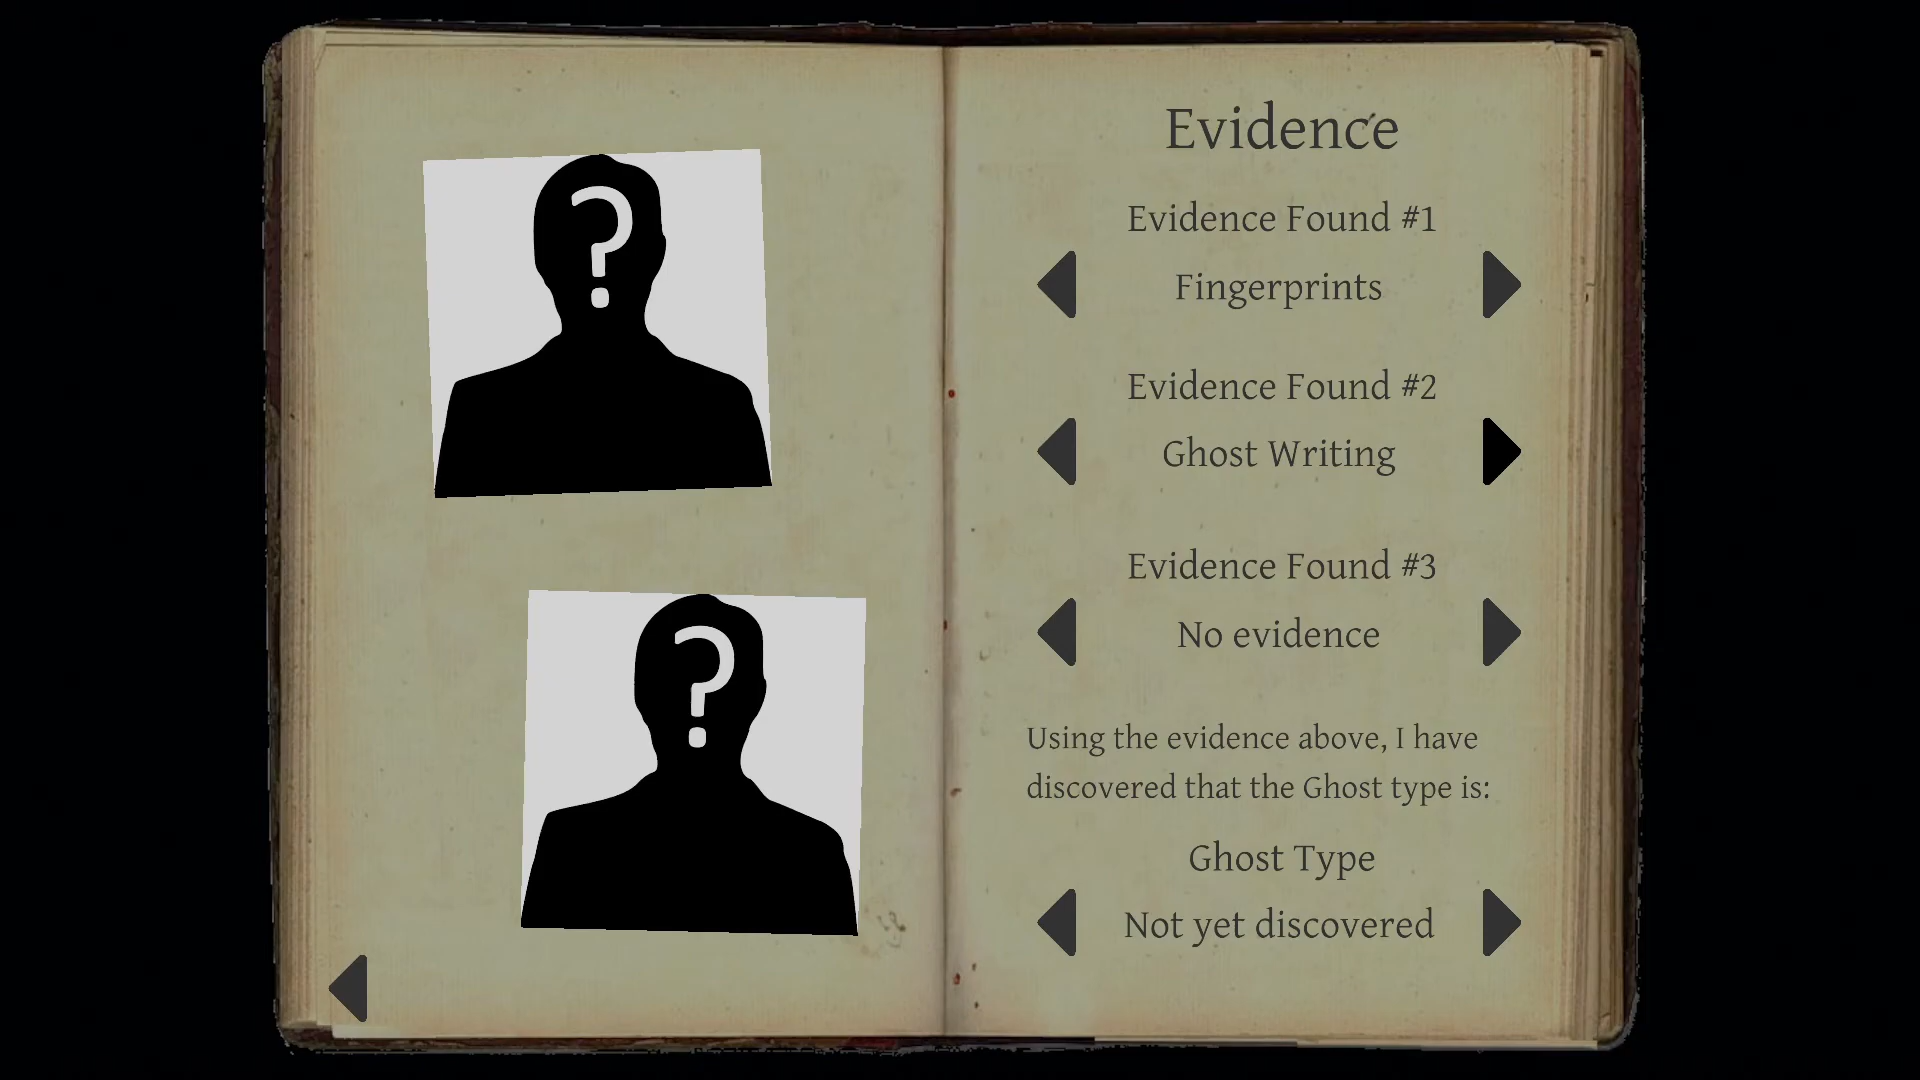 Evidence
Evidence Found #1
Fingerprints
Evidence Found #2
Ghost Writing
Evidence Found #3
No evidence
Using the evidence above, I have
discovered that the Ghost type is:
Ghost Type
Not yet discovered
?
?